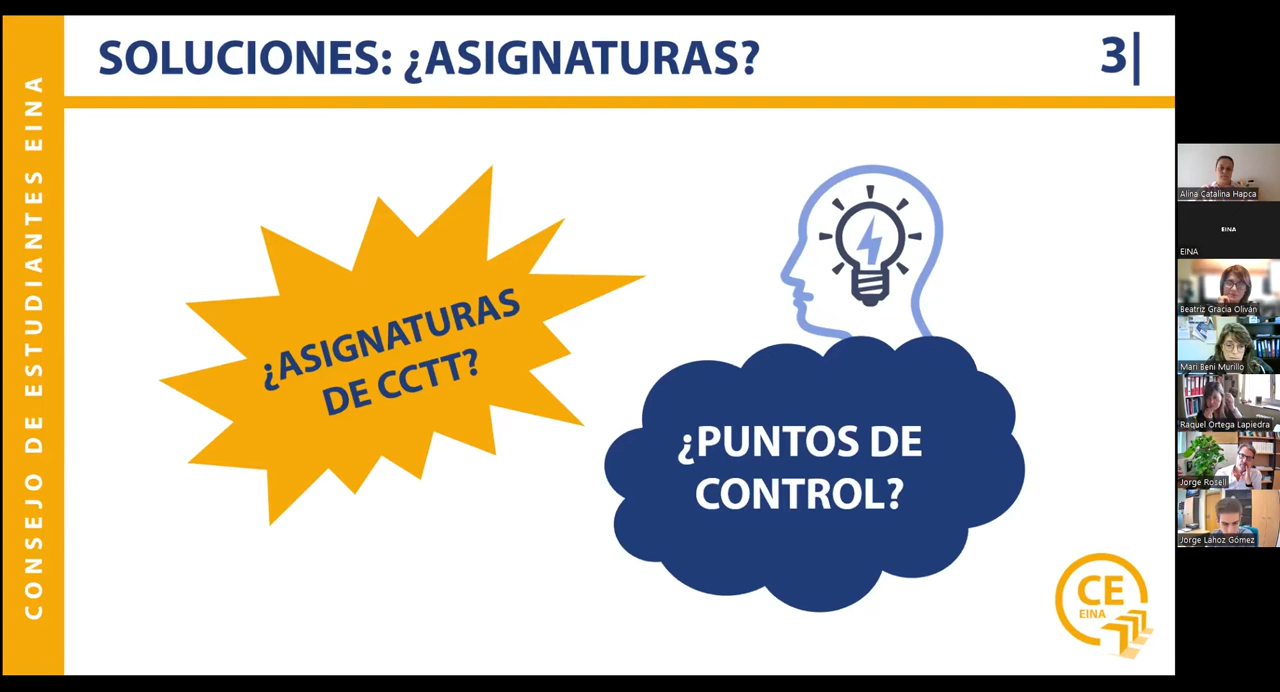 SOLUCIONES: ¿ASIGNATURAS?
3|
CONSEJO DE ESTUDIANTES EINA
¿ASIGNATURAS
DE CCTT?
¿PUNTOS DE
CONTROL?
CE
EINA
Alina Catalina Hapca
EINA
EINA
Beatriz Gracia Oliván
Mari Beni Murillo
Raquel Ortega Lapiedra
Jorge Rosell
Jorge Lahoz Gómez